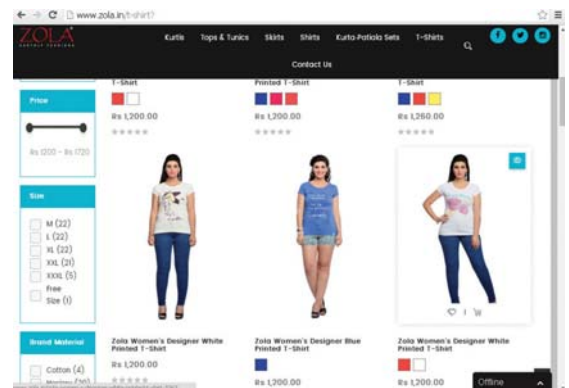 www.zola.in/t-shirt?
ZOLA
Kurtis Tops & Tunics Skirts Shirts Kurta-Patiala Sets T-Shirts
Contact Us
T-Shirt
Printed T-Shirt
T-Shirt
Rs 1,200.00
Rs 1,200.00
Rs 1,260.00
Price
Rs 1200 - Rs 1720
Size
M (22)
L (22)
XL (22)
XXL (21)
XXXL (5)
Free
Size (1)
Zola Women's Designer White
Printed T-Shirt
Rs 1,200.00
Zola Women's Designer Blue
Printed T-Shirt
Rs 1,200.00
Zola Women's Designer White
Printed T-Shirt
Rs 1,200.00
Brand Material
Cotton (4)
Offline